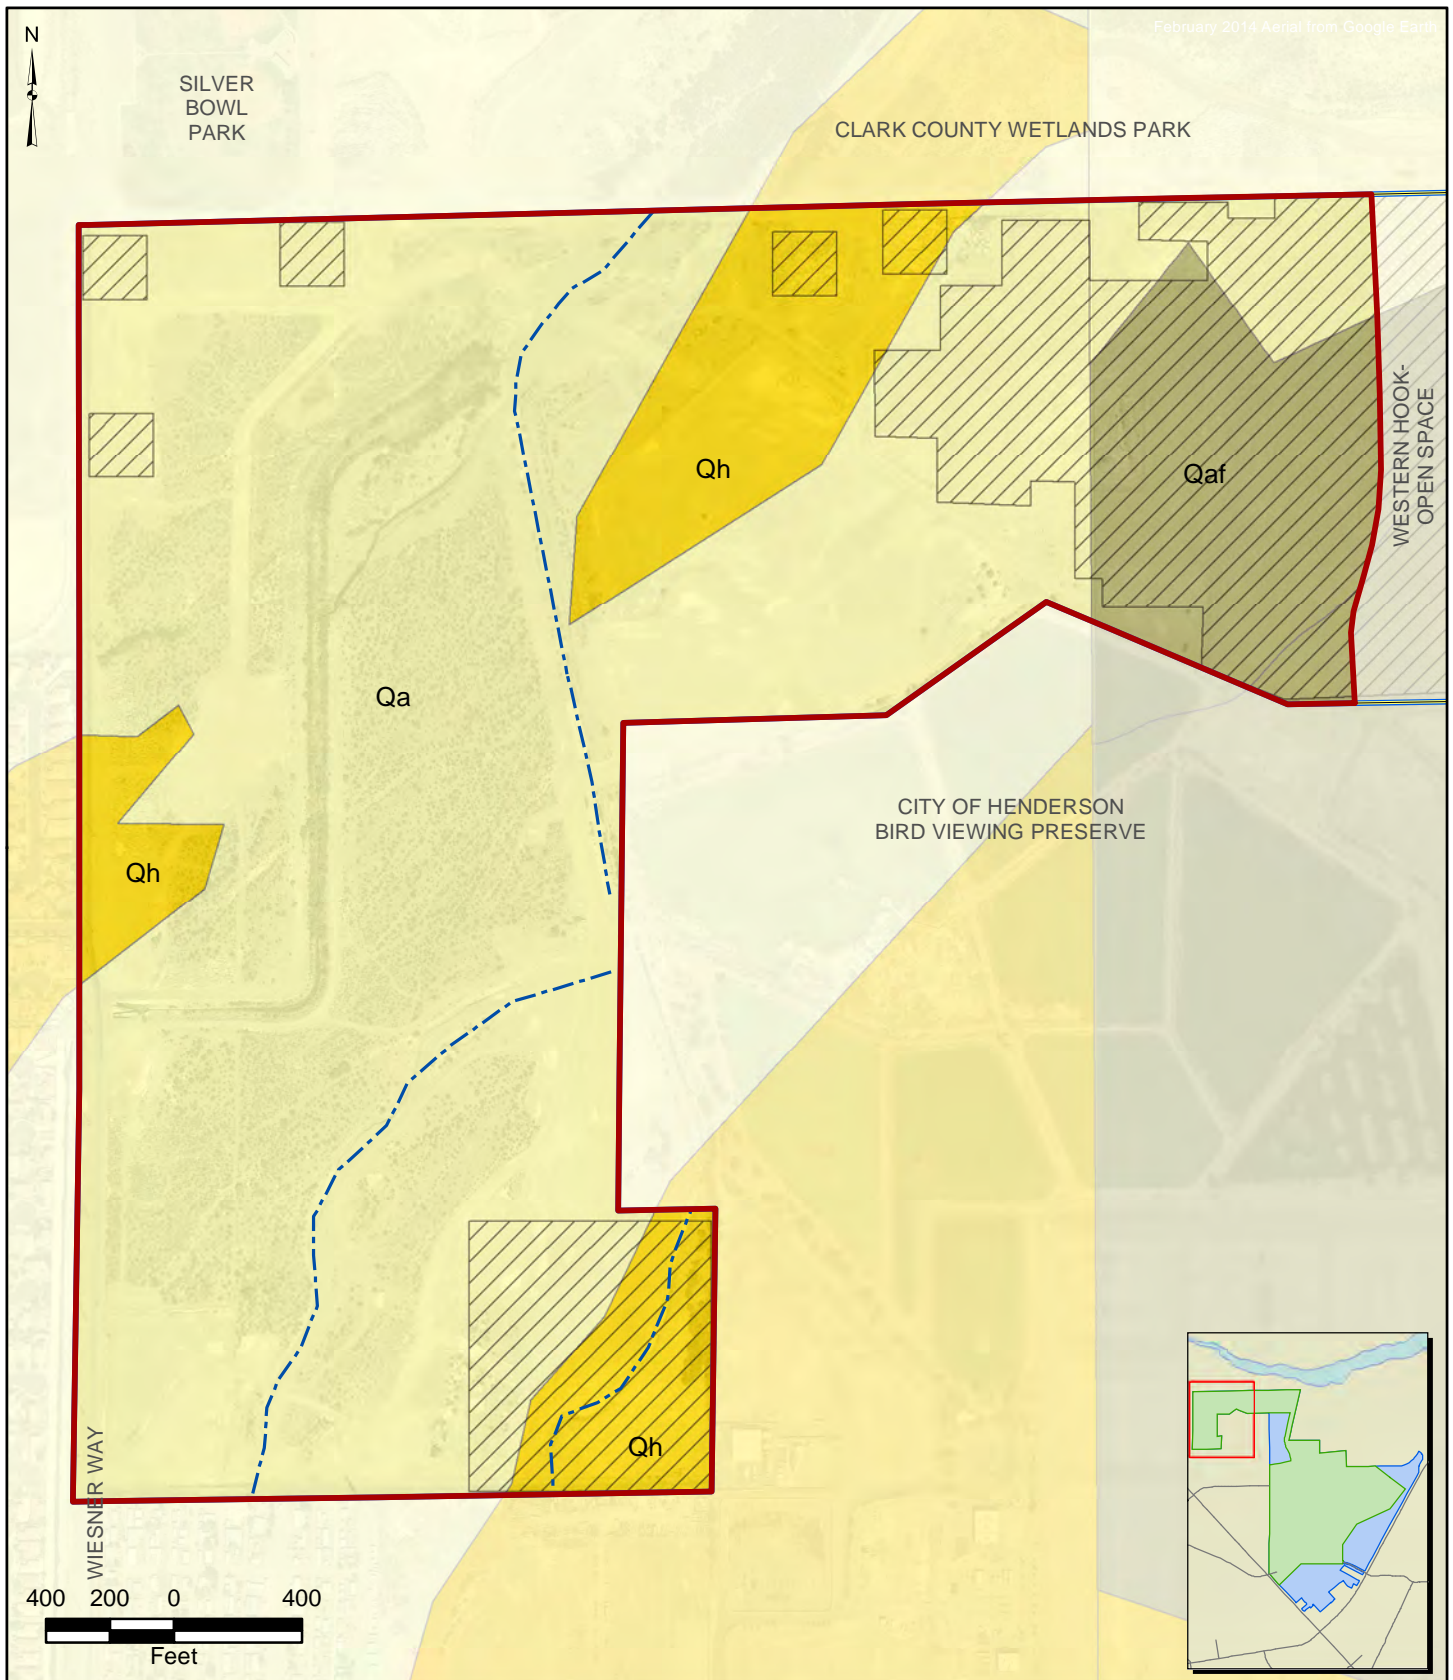 February 2014 Aerial from Google Earth
N
SILVER
BOWL
PARK
CLARK COUNTY WETLANDS PARK
WESTERN HOOK-
OPEN SPACE
Qh
Qaf
Qa
CITY OF HENDERSON
BIRD VIEWING PRESERVE
Qh
Qh
WIESNER WAY
400 200 0 400
Feet